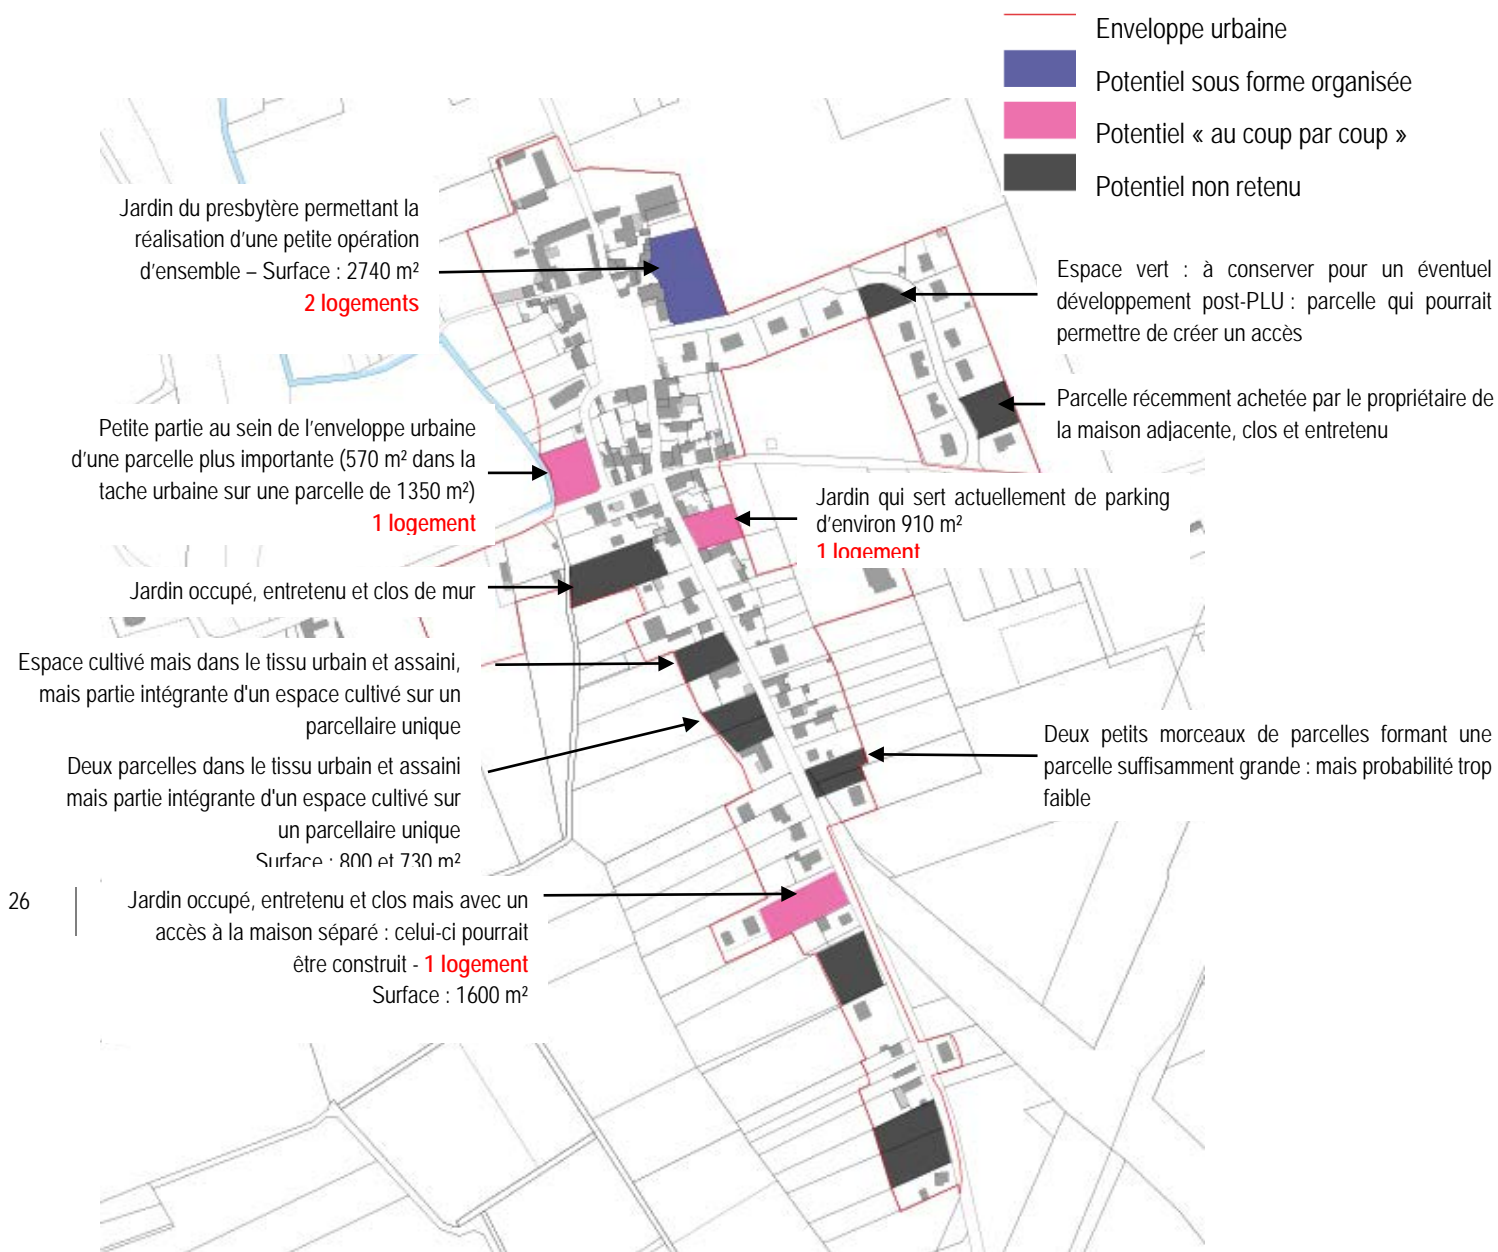 Enveloppe urbaine
Potentiel sous forme organisée
Potentiel « au coup par coup »
Potentiel non retenu
Jardin du presbytère permettant la
réalisation d'une petite opération
d'ensemble – Surface : 2740 m²
2 logements
Espace vert : à conserver pour un éventuel
développement post-PLU : parcelle qui pourrait
permettre de créer un accès
Parcelle récemment achetée par le propriétaire de
la maison adjacente, clos et entretenu
Petite partie au sein de l'enveloppe urbaine
d'une parcelle plus importante (570 m² dans la
tache urbaine sur une parcelle de 1350 m²)
1 logement
Jardin qui sert actuellement de parking
d'environ 910 m²
1 logement
Jardin occupé, entretenu et clos de mur
Espace cultivé mais dans le tissu urbain et assaini,
mais partie intégrante d'un espace cultivé sur un
parcellaire unique
Deux parcelles dans le tissu urbain et assaini
mais partie intégrante d'un espace cultivé sur
un parcellaire unique
Surface : 800 et 730 m²
Deux petits morceaux de parcelles formant une
parcelle suffisamment grande : mais probabilité trop
faible
26
Jardin occupé, entretenu et clos mais avec un
accès à la maison séparé : celui-ci pourrait
être construit - 1 logement
Surface : 1600 m²